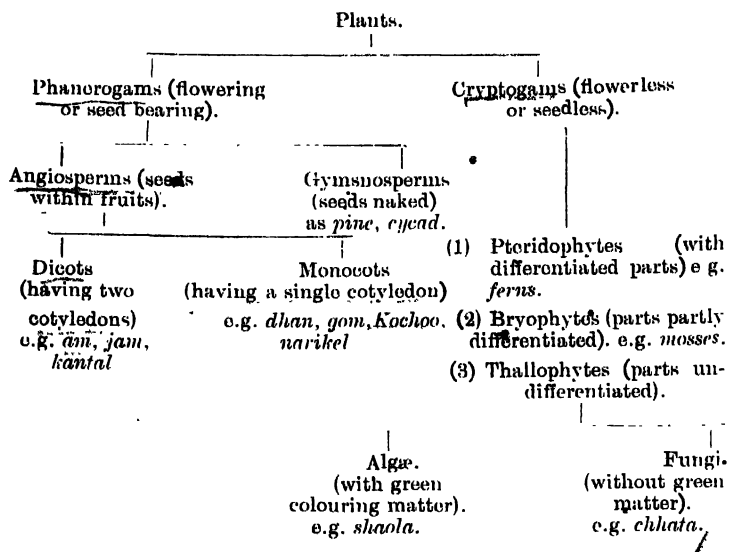 Plants.
Phanerogams (flowering
or seed bearing).
Cryptogams (flowerless
or seedless).
Angiosperms (seeds
within fruits).
Gymsnosperms
(seeds naked)
as pine, cycad.
Dicots
(having two
cotyledons)
e.g. am, jam,
kantal
Monocots
(having a single cotyledon)
e.g. dhan, gom, Kochoo,
narikel
(1) Pteridophytes (with
differentiated parts) e g.
ferns.
(2) Bryophytes (parts partly
differentiated). e.g. mosses.
(3) Thallophytes (parts un-
differentiated).
Algæ.
(with green
colouring matter).
e.g. shaola.
Fungi.
(without green
matter).
e.g. chhata.